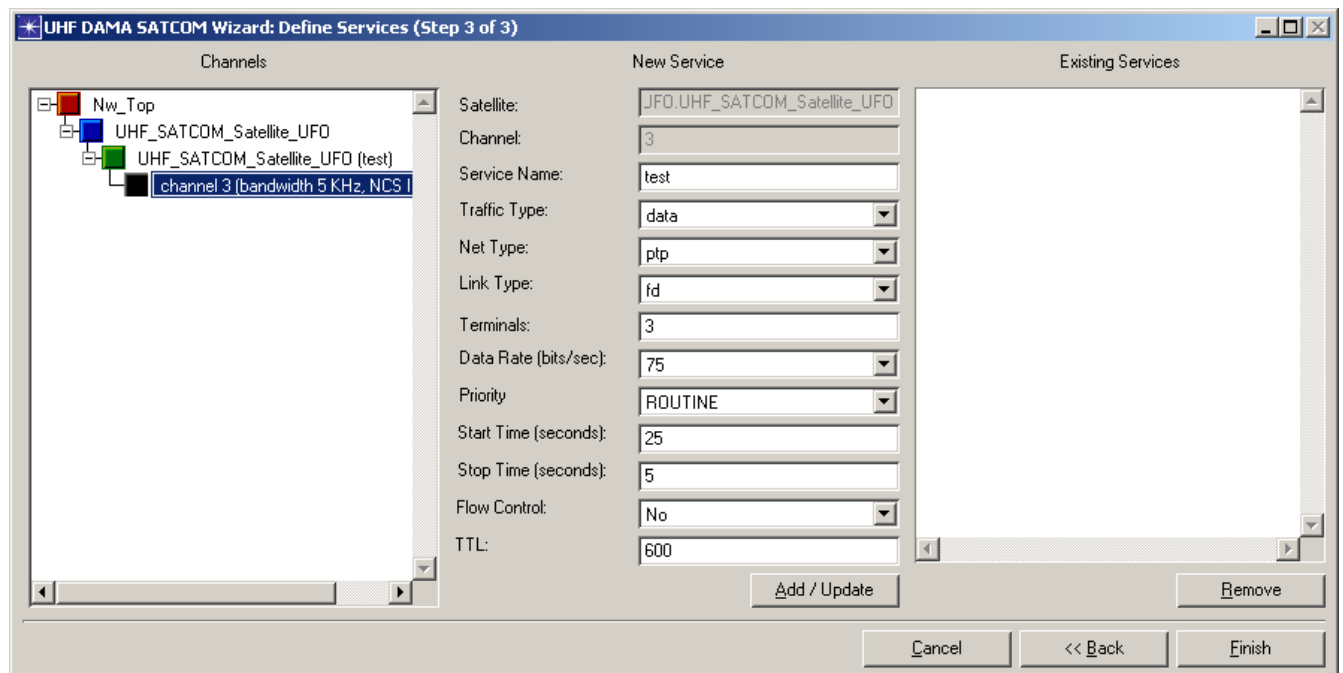 UHF DAMA SATCOM Wizard: Define Services (Step 3 of 3)
Channels
New Service
Existing Services
Nw_Top
UHF_SATCOM_Satellite_UFO
UHF_SATCOM_Satellite_UFO (test)
channel 3 (bandwidth 5 KHz, NCS I
Satellite: JFO.UHF_SATCOM_Satellite_UFO
Channel: 3
Service Name: test
Traffic Type: data
Net Type: ptp
Link Type: fd
Terminals: 3
Data Rate (bits/sec): 75
Priority ROUTINE
Start Time (seconds): 25
Stop Time (seconds): 5
Flow Control: No
TTL: 600
Add / Update
Remove
Cancel
<< Back
Finish